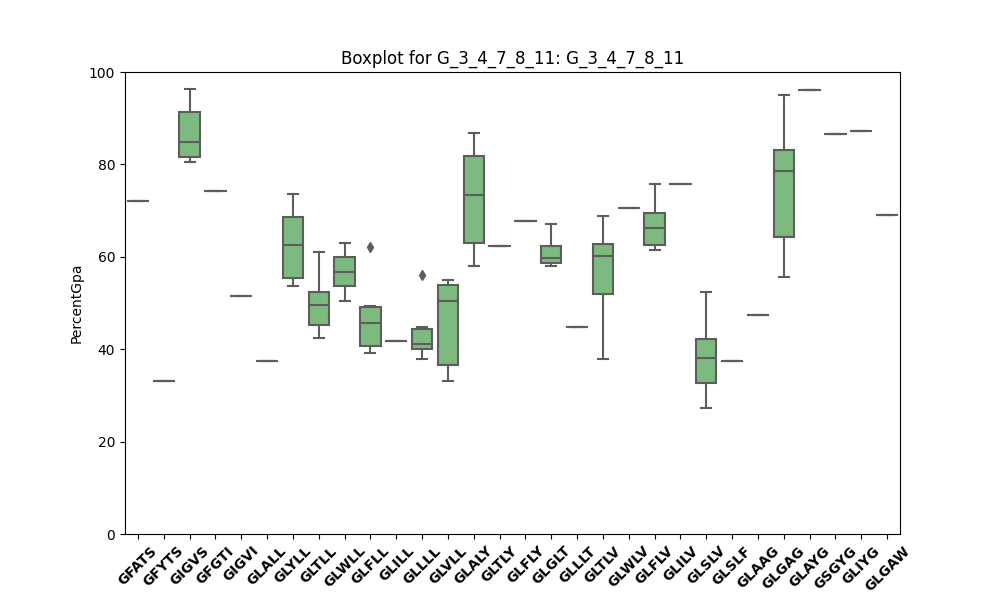 Boxplot for G_3_4_7_8_11: G_3_4_7_8_11
PercentGpa
100
80
60
40
20
0
GFATS
GFYTS
GIGVS
GFGTI
GIGVI
GLALL
GLYLL
GLTLL
GLWLL
GLFLL
GLILL
GLLLL
GLVLL
GLALY
GLTLY
GLFLY
GLGLT
GLLLT
GLTLV
GLWLV
GLFLV
GLILV
GLSLV
GLSLF
GLAAG
GLGAG
GLAYG
GSGYG
GLIYG
GLGAW